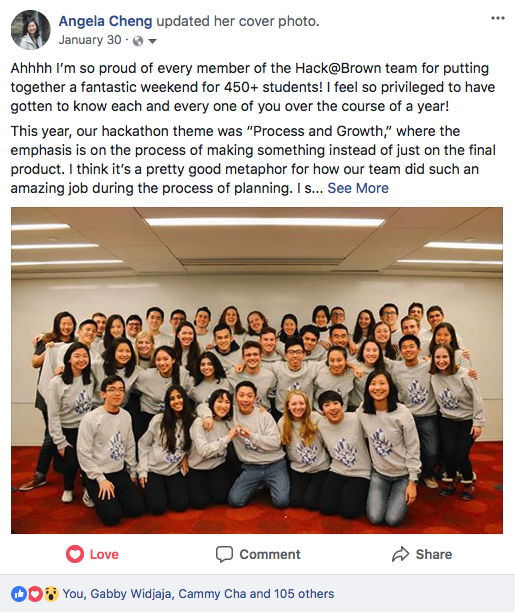 Angela Cheng updated her cover photo.
January 30 ·
Ahhhh I'm so proud of every member of the Hack@Brown team for putting
together a fantastic weekend for 450+ students! I feel so privileged to have
gotten to know each and every one of you over the course of a year!
This year, our hackathon theme was "Process and Growth," where the
emphasis is on the process of making something instead of just on the final
product. I think it's a pretty good metaphor for how our team did such an
amazing job during the process of planning. I s... See More
Love Comment Share
You, Gabby Widjaja, Cammy Cha and 105 others